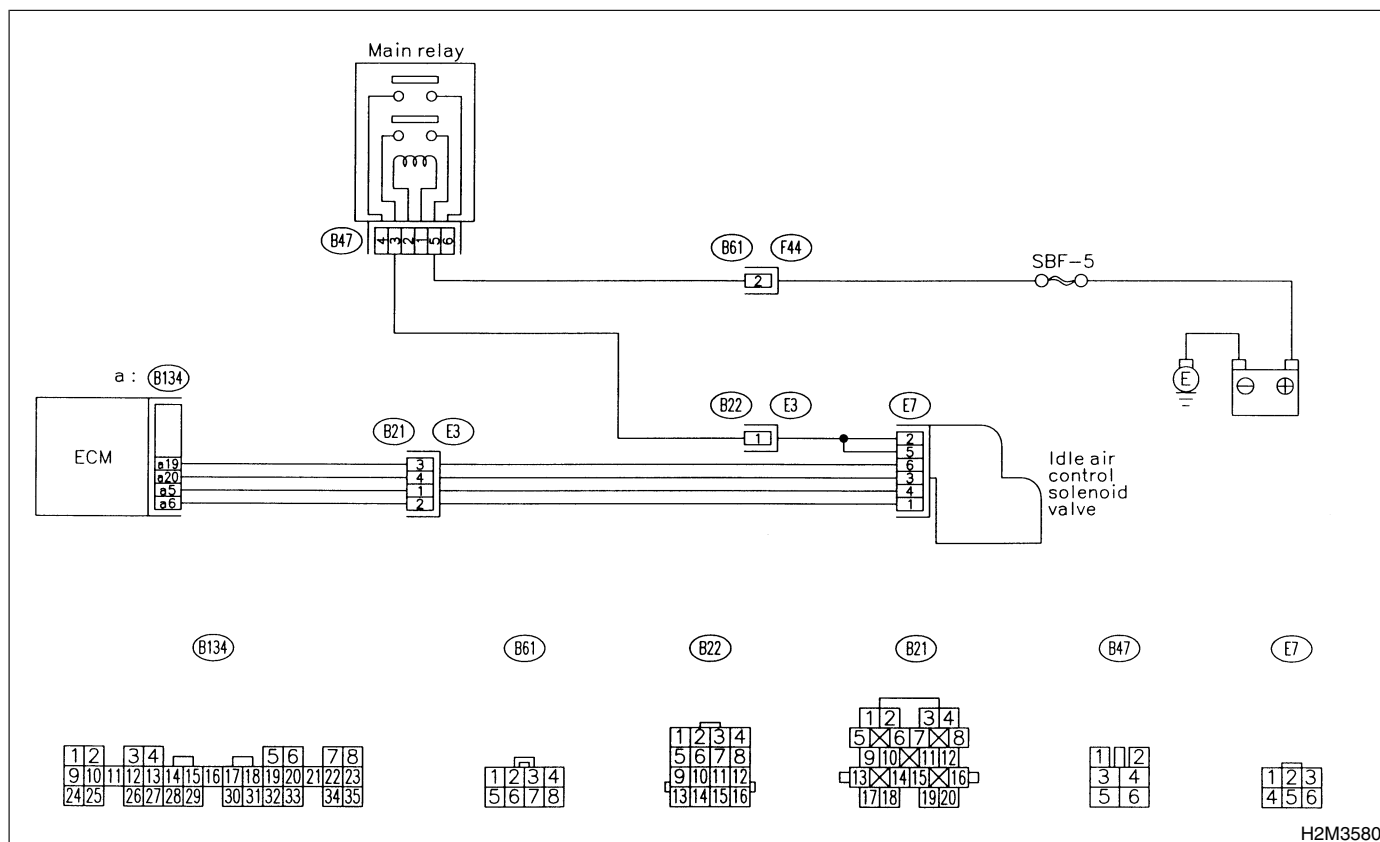 Main relay
B47
4 3 2 1 5 6
B61 F44
2
SBF-5
E
⊖ ⊕
a : B134
ECM
a19
a20
a5
a6
B21 E3
3
4
1
2
B22 E3
1
E7
2
5
6
3
4
1
Idle air
control
solenoid
valve
B134
1 2 3 4 5 6 7 8
9 10 11 12 13 14 15 16 17 18 19 20 21 22 23
24 25 26 27 28 29 30 31 32 33 34 35
B61
1 2 3 4
5 6 7 8
B22
1 2 3 4
5 6 7 8
9 10 11 12
13 14 15 16
B21
1 2 3 4
5 6 7 8
9 10 11 12
13 14 15 16
17 18 19 20
B47
1 2
3 4
5 6
E7
1 2 3
4 5 6
H2M3580